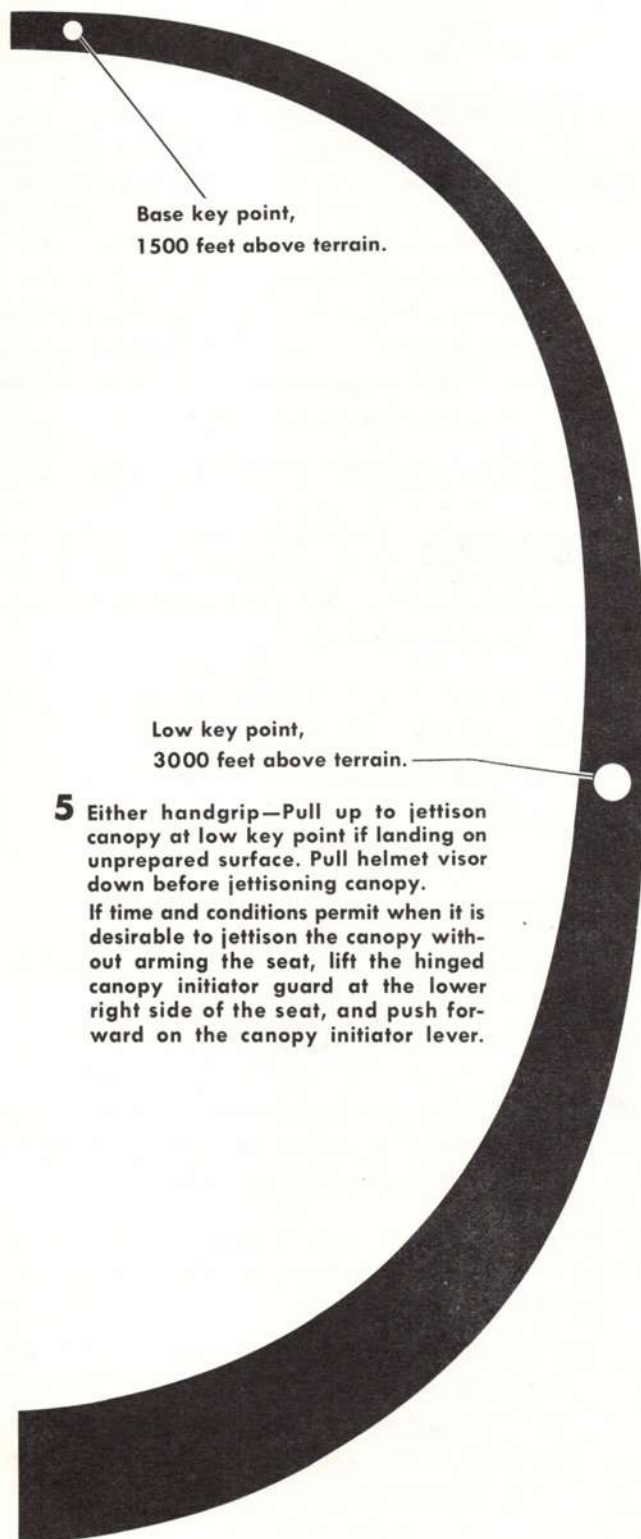 Base key point,
1500 feet above terrain.
Low key point,
3000 feet above terrain.
5 Either handgrip—Pull up to jettison
canopy at low key point if landing on
unprepared surface. Pull helmet visor
down before jettisoning canopy.
If time and conditions permit when it is
desirable to jettison the canopy with-
out arming the seat, lift the hinged
canopy initiator guard at the lower
right side of the seat, and push for-
ward on the canopy initiator lever.